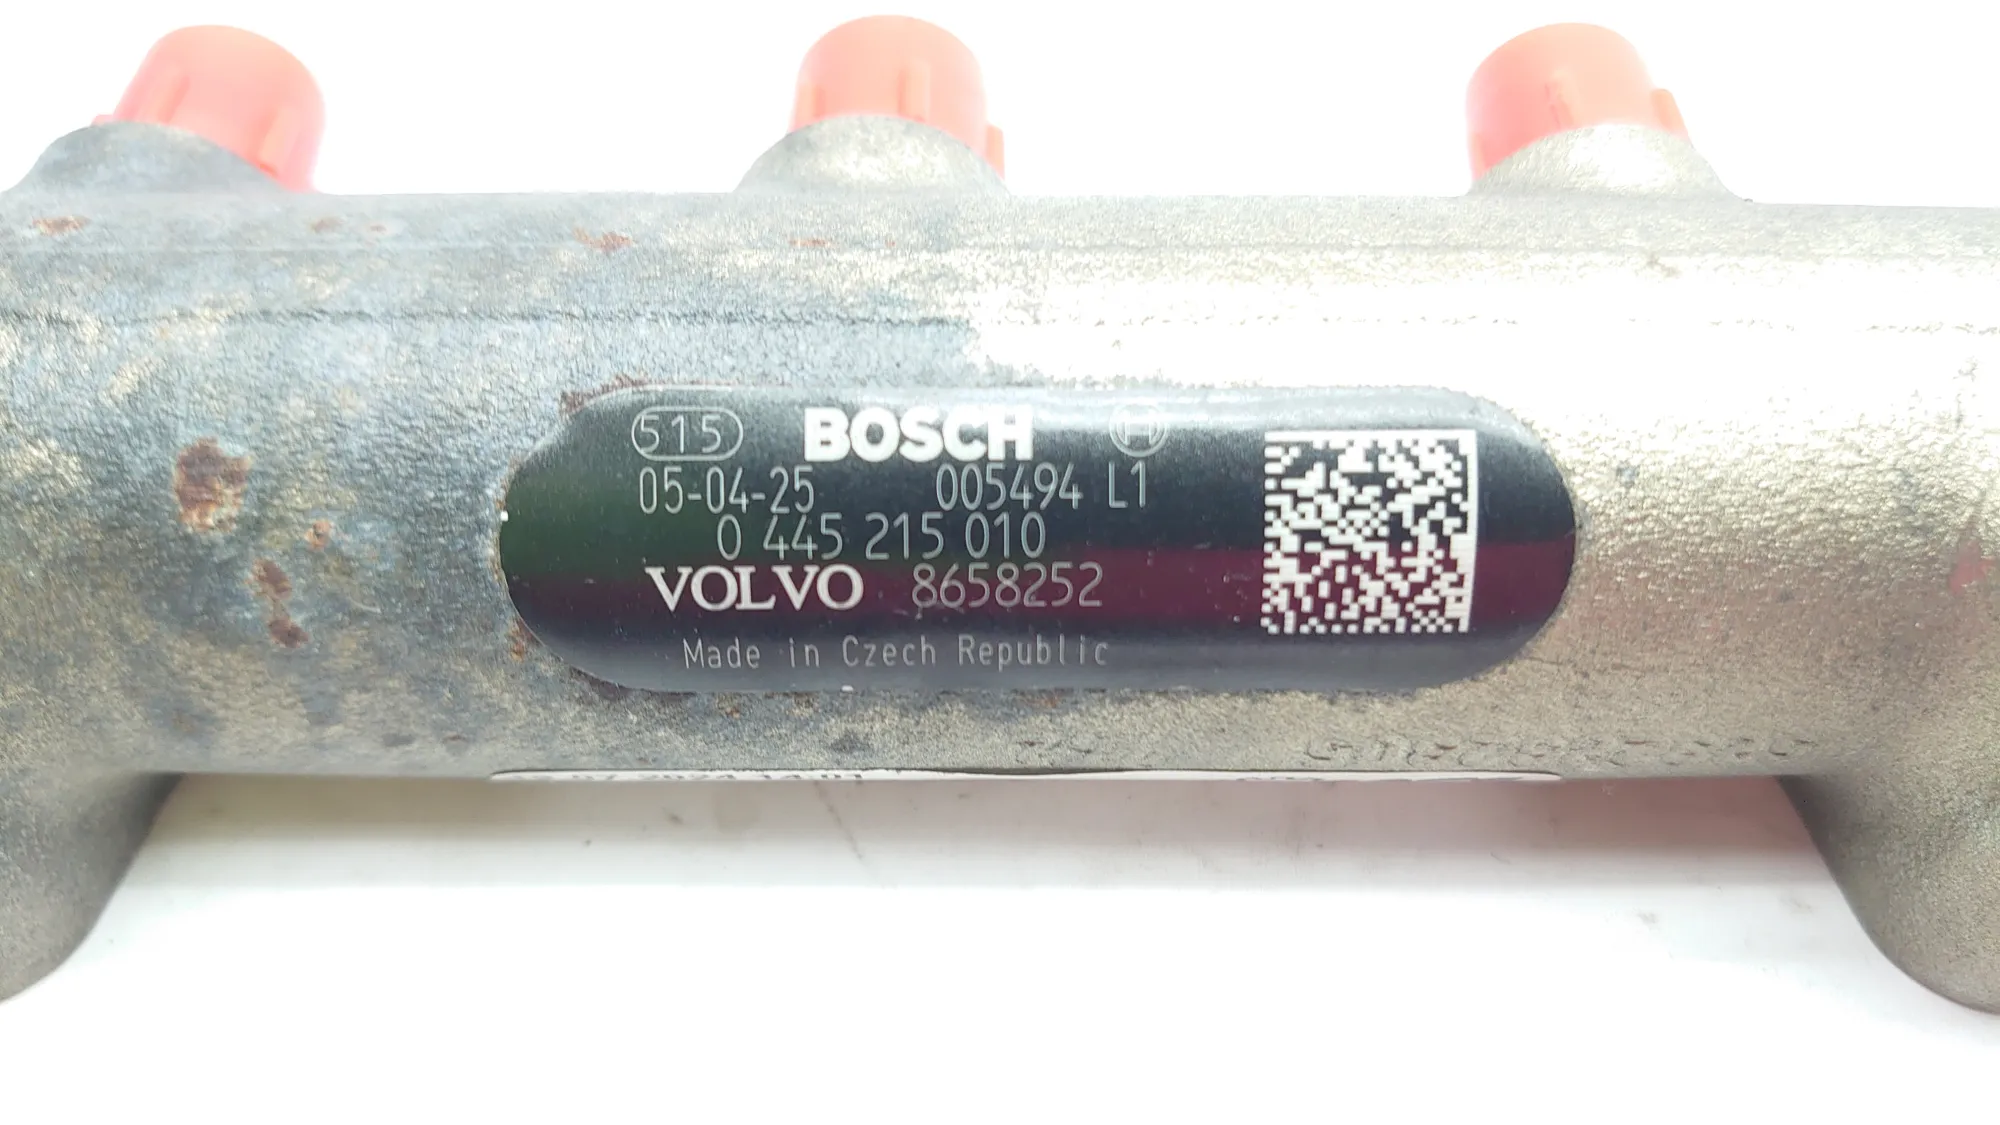 515 BOSCH
05-04-25 005494 L1
0 445 215 010
VOLVO 8658252
Made in Czech Republic